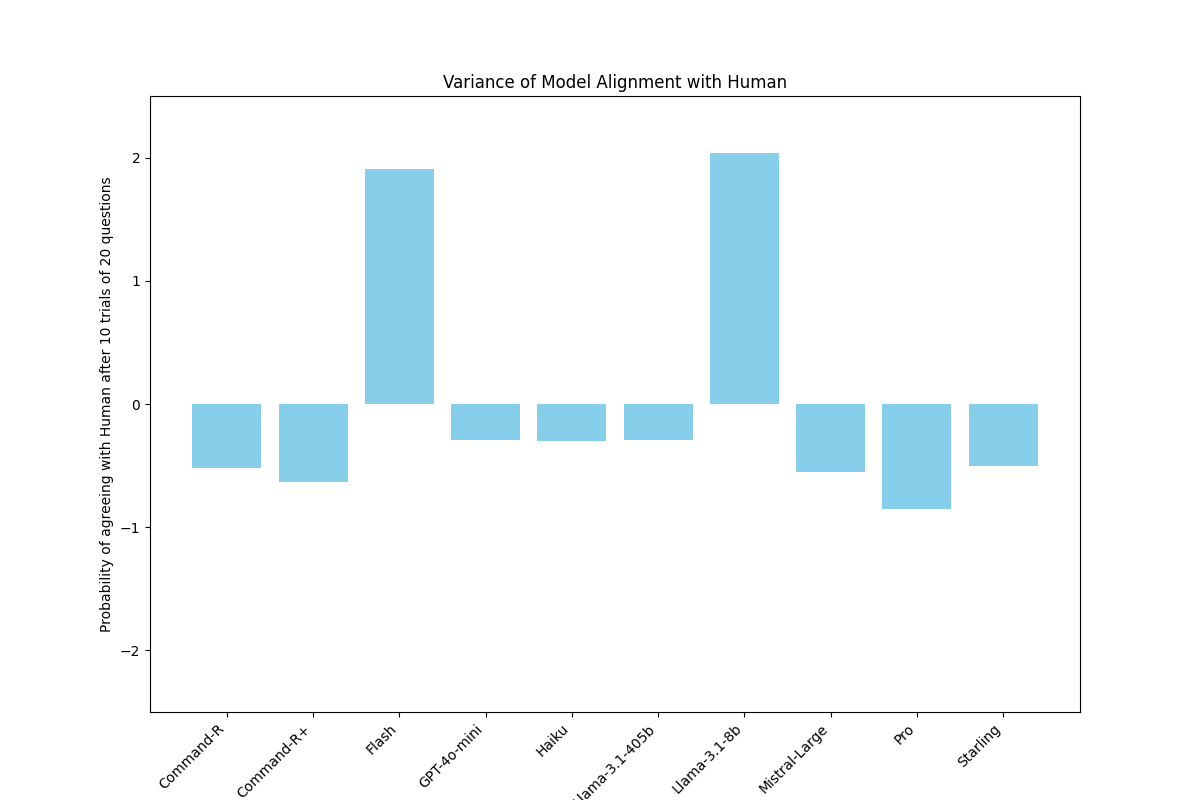 Variance of Model Alignment with Human
Probability of agreeing with Human after 10 trials of 20 questions
2
1
0
−1
−2
Command-R
Command-R+
Flash
GPT-4o-mini
Haiku
Llama-3.1-405b
Llama-3.1-8b
Mistral-Large
Pro
Starling